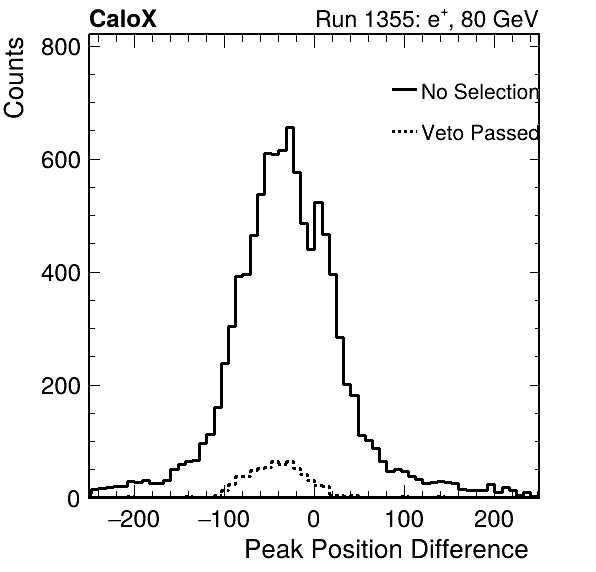 CaloX Run 1355: e⁺, 80 GeV
Counts
800
600
400
200
0
No Selection
Veto Passed
−200 −100 0 100 200
Peak Position Difference